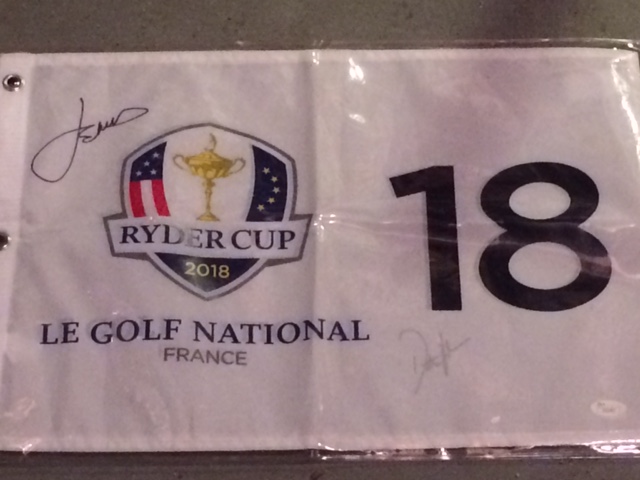 RYDER CUP
2018
LE GOLF NATIONAL
FRANCE
18